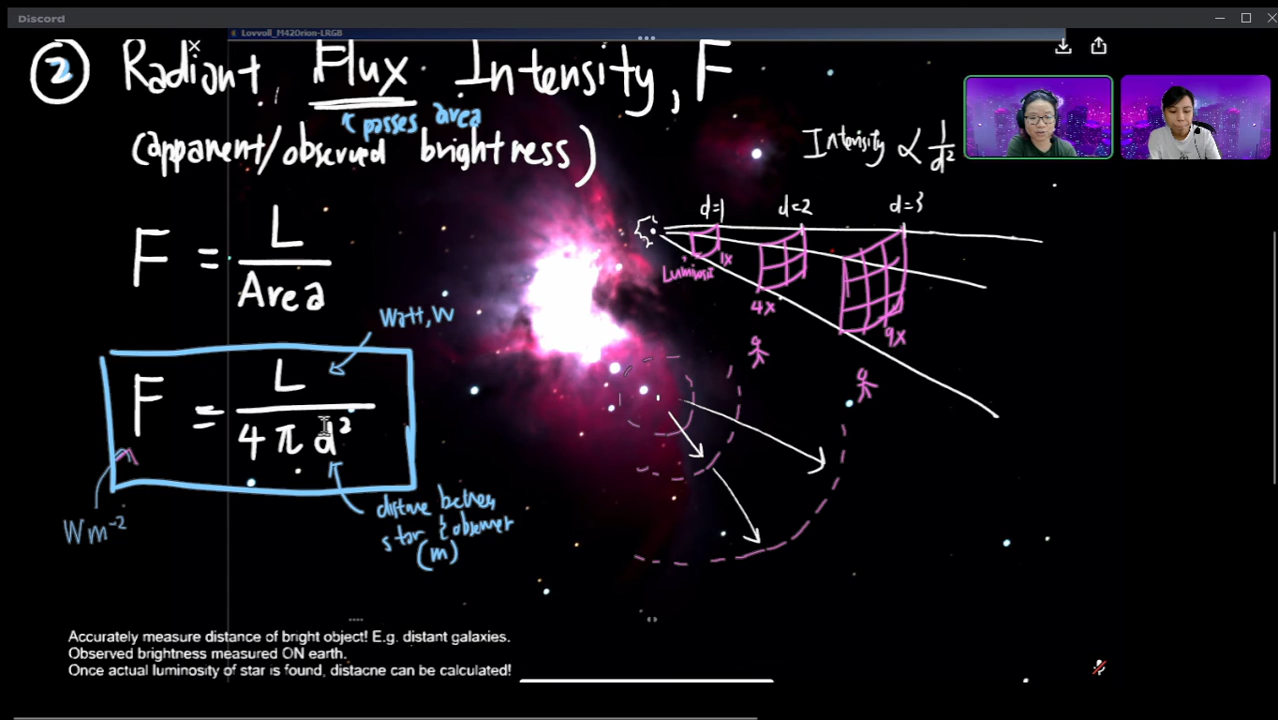 Discord
Lovvoll_M42Orion-LRGB
② Radiant Flux Intensity, F
passes area
(apparent/observed brightness)
Intensity ∝ 1/d²
d=1 d=2 d=3
1x
4x
9x
F = L / Area
Watt, W
F = L / 4πd²
Wm⁻²
distane between
star & observer
(m)
Accurately measure distance of bright object! E.g. distant galaxies.
Observed brightness measured ON earth.
Once actual luminosity of star is found, distacne can be calculated!